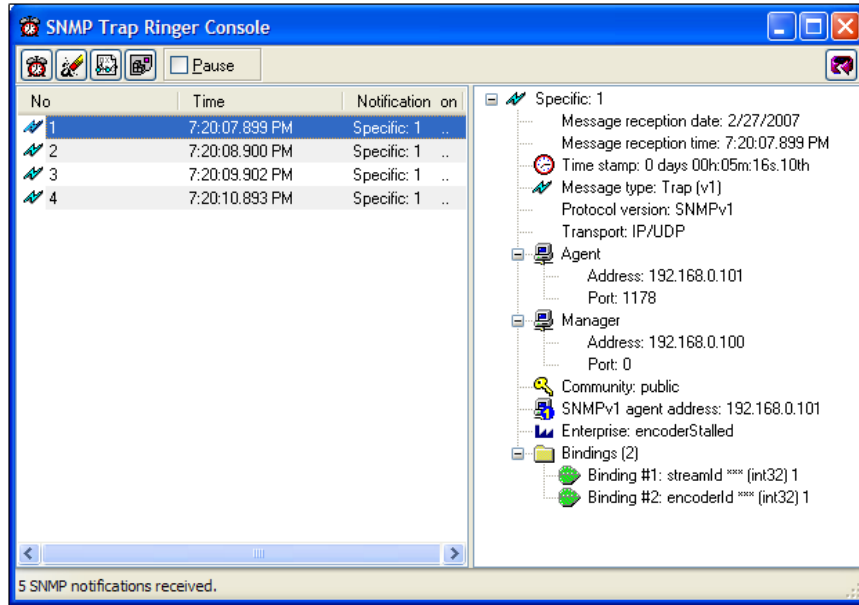 SNMP Trap Ringer Console
Pause
No Time Notification on
1 7:20:07.899 PM Specific: 1 ..
2 7:20:08.900 PM Specific: 1 ..
3 7:20:09.902 PM Specific: 1 ..
4 7:20:10.893 PM Specific: 1 ..
Specific: 1
Message reception date: 2/27/2007
Message reception time: 7:20:07.899 PM
Time stamp: 0 days 00h:05m:16s.10th
Message type: Trap (v1)
Protocol version: SNMPv1
Transport: IP/UDP
Agent
Address: 192.168.0.101
Port: 1178
Manager
Address: 192.168.0.100
Port: 0
Community: public
SNMPv1 agent address: 192.168.0.101
Enterprise: encoderStalled
Bindings (2)
Binding #1: streamId *** (int32) 1
Binding #2: encoderId *** (int32) 1
5 SNMP notifications received.